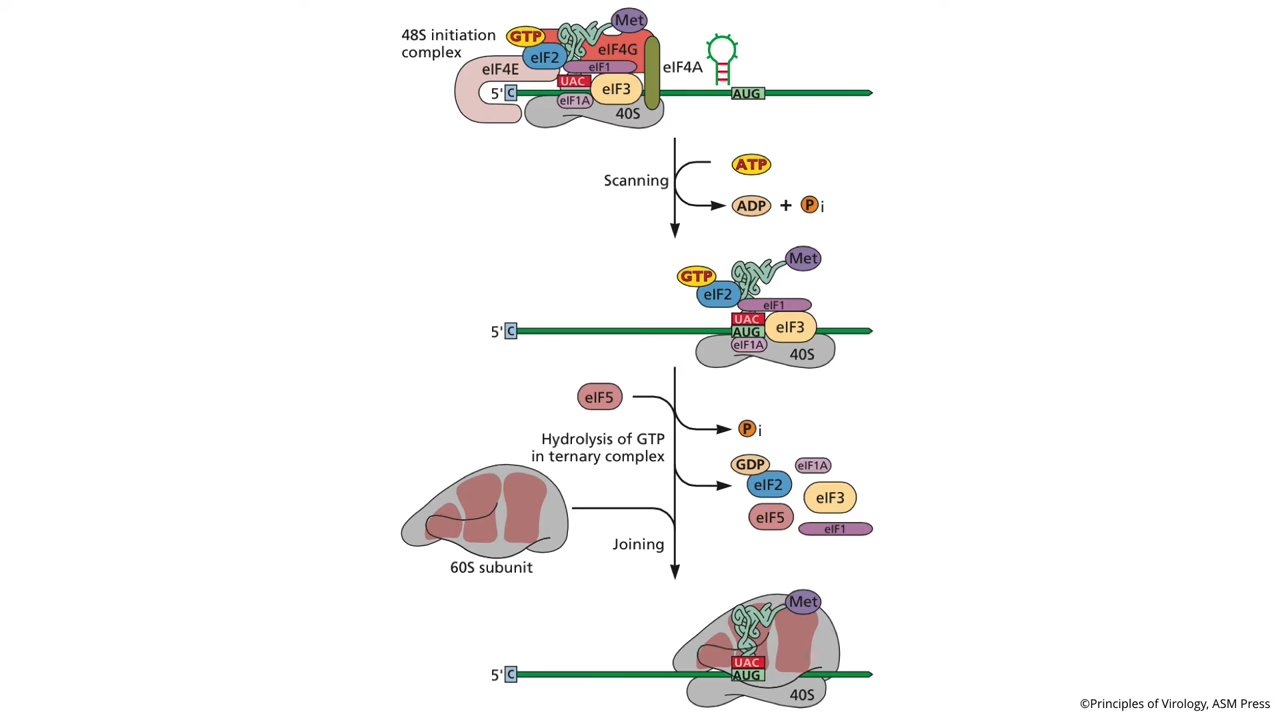 48S initiation
complex
Met
GTP
eIF2
eIF4G
eIF1
eIF4A
eIF4E
UAC
eIF3
5' C
eIF1A
AUG
40S
Scanning
ATP
ADP + Pi
Met
GTP
eIF2
eIF1
UAC
eIF3
5' C
AUG
eIF1A
40S
eIF5
Pi
Hydrolysis of GTP
in ternary complex
GDP
eIF1A
eIF2
eIF3
eIF5
eIF1
Joining
60S subunit
Met
UAC
5' C
AUG
40S
©Principles of Virology, ASM Press